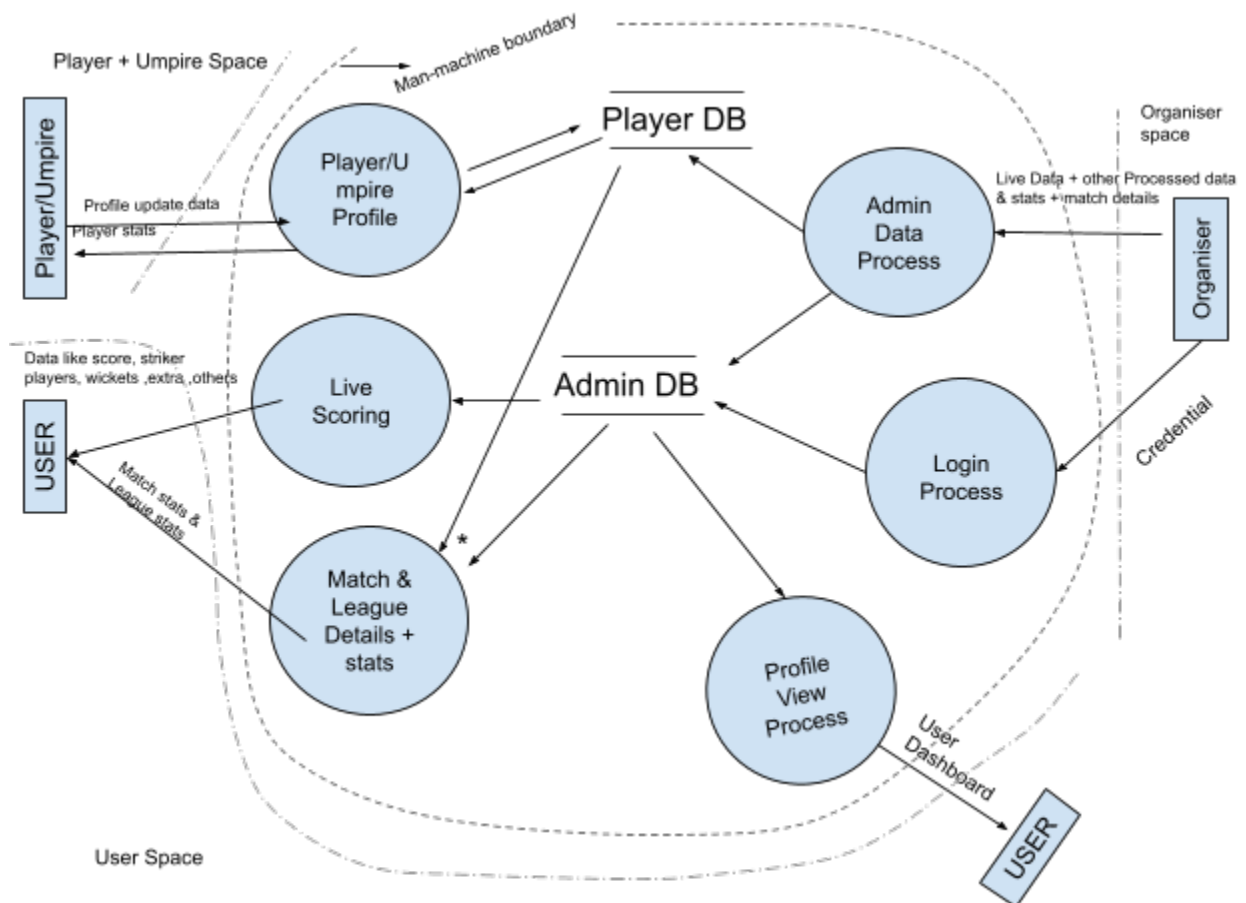 Player + Umpire Space
Man-machine boundary
Player/Umpire
Profile update data
Player stats
Player/U
mpire
Profile
Player DB
Organiser
space
Live Data + other Processed data
& stats + match details
Admin
Data
Process
Organiser
Data like score, striker
players, wickets ,extra ,others
USER
Live
Scoring
Admin DB
Login
Process
Credential
Match stats &
League stats
*
Match &
League
Details +
stats
Profile
View
Process
User
Dashboard
USER
User Space